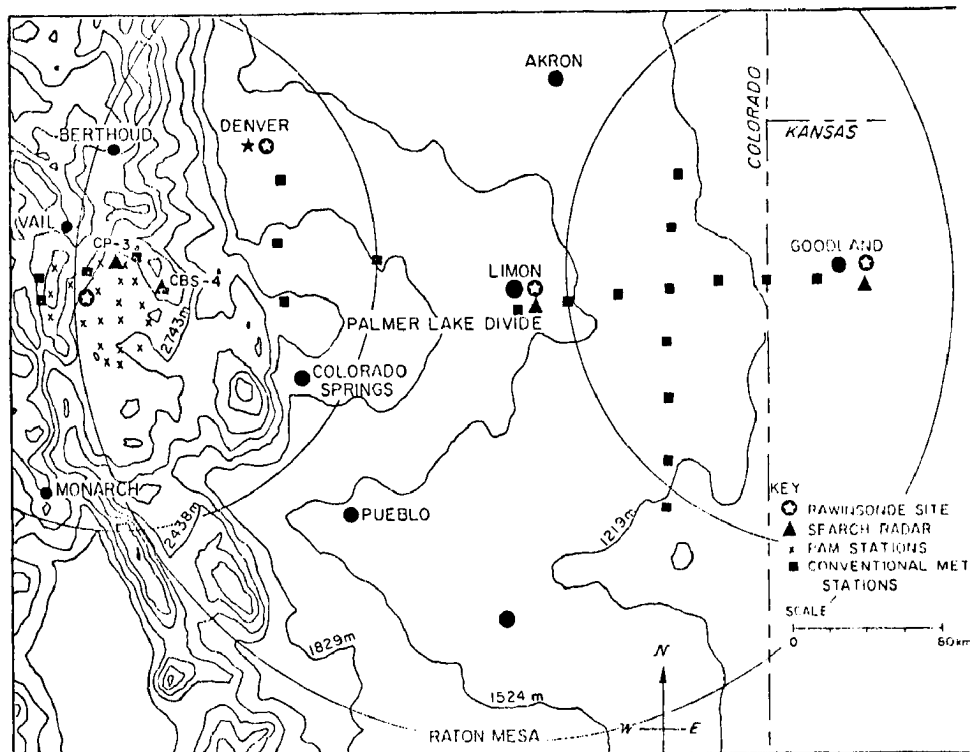 AKRON
COLORADO
KANSAS
BERTHOUD
DENVER
VAIL
CP-3
CBS-4
GOODLAND
LIMON
2743m
PALMER LAKE DIVIDE
COLORADO
SPRINGS
MONARCH
PUEBLO
2438m
1219m
KEY
RAWINSONDE SITE
SEARCH RADAR
PAM STATIONS
CONVENTIONAL MET
STATIONS
SCALE
0 80km
1829m
1524 m
N
W E
RATON MESA